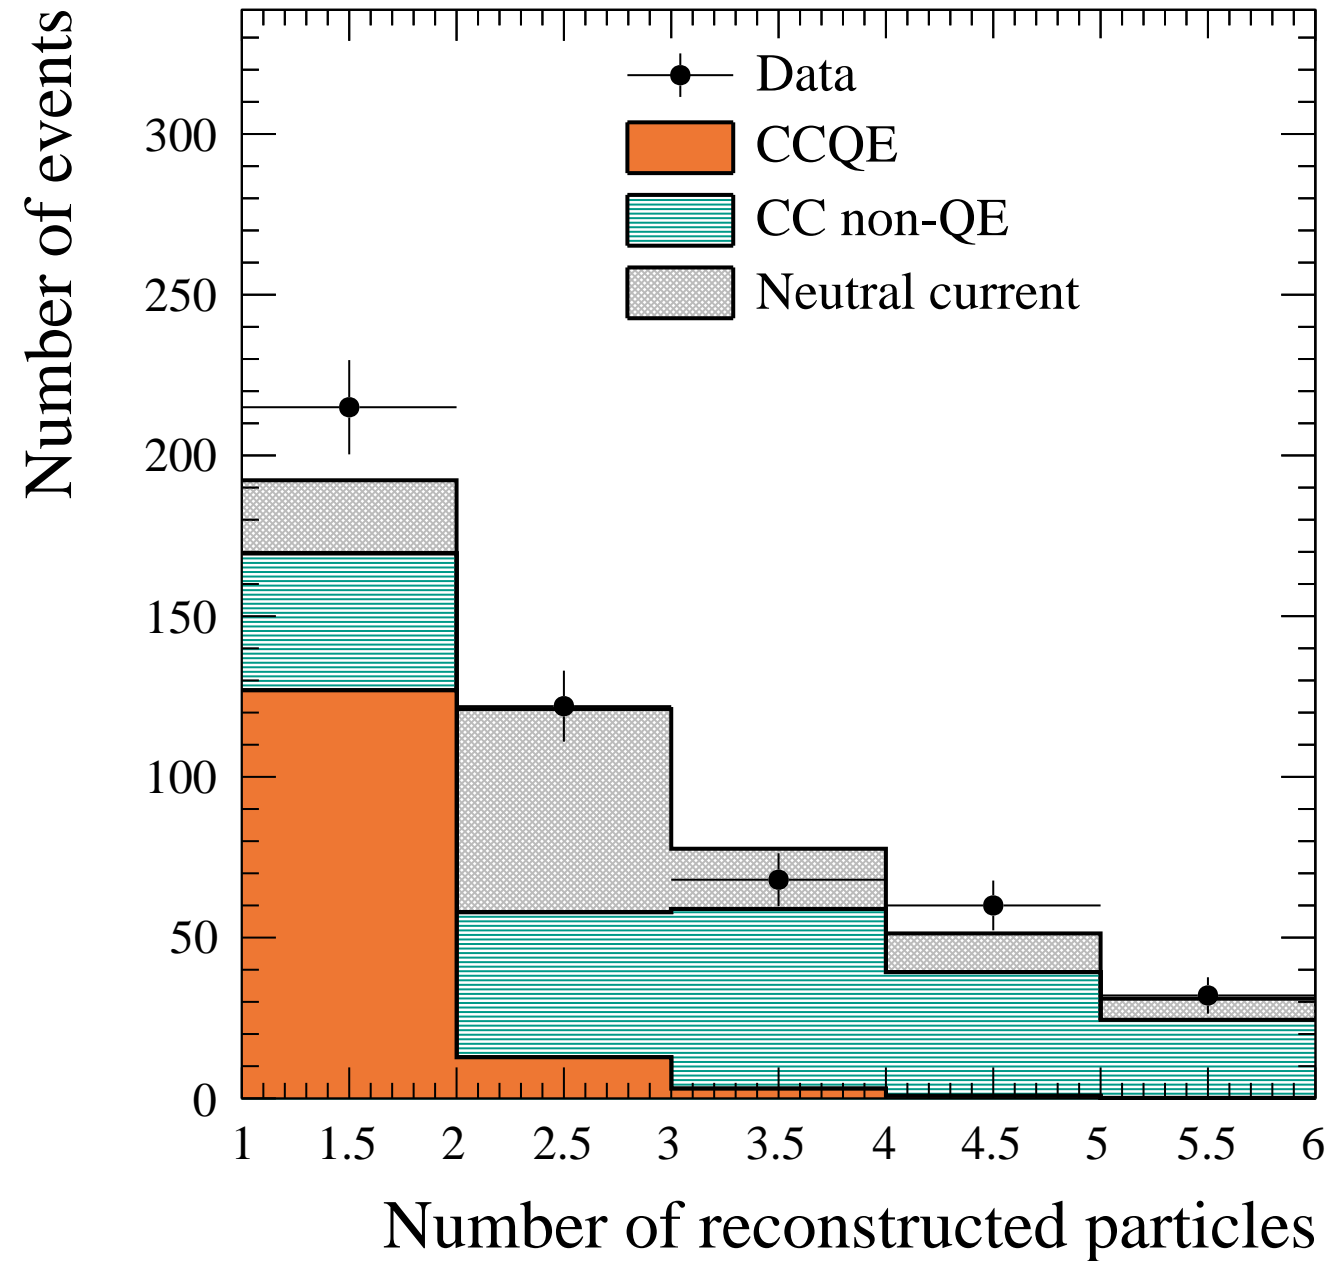 Number of events
Data
CCQE
CC non-QE
Neutral current
300
250
200
150
100
50
0
1 1.5 2 2.5 3 3.5 4 4.5 5 5.5 6
Number of reconstructed particles